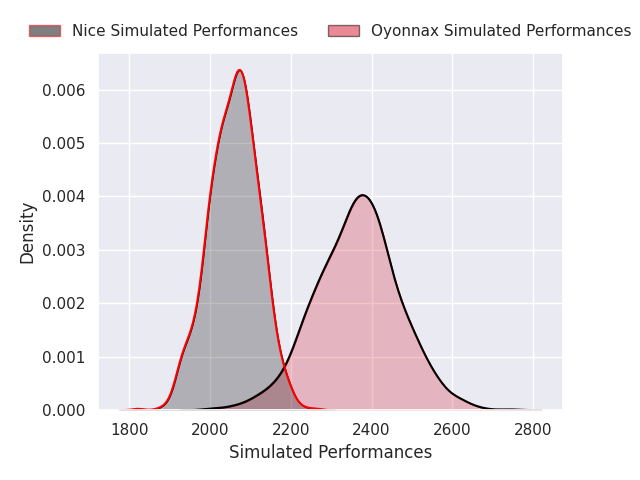 Nice Simulated Performances Oyonnax Simulated Performances
0.006
0.005
0.004
0.003
0.002
0.001
0.000
Density
1800 2000 2200 2400 2600 2800
Simulated Performances